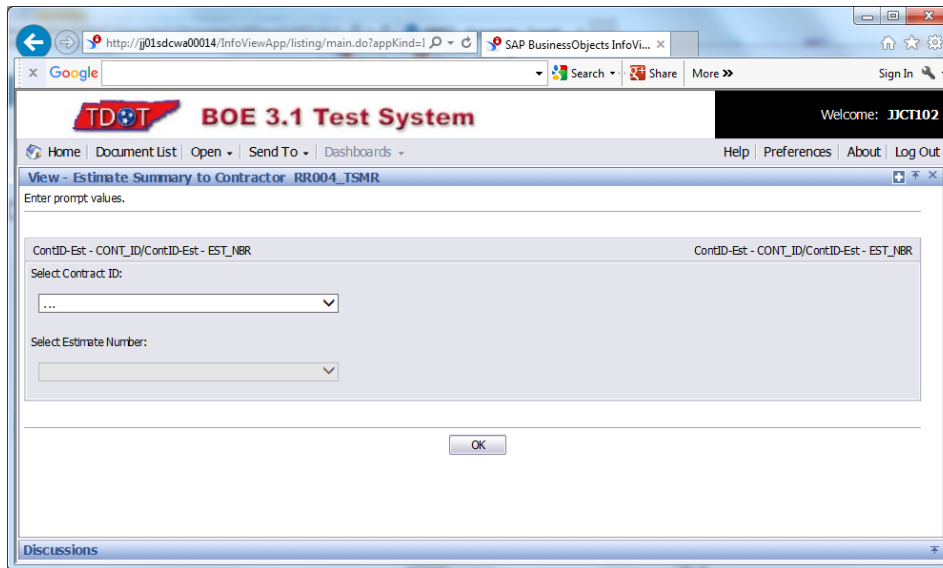 http://jj01sdcwa00014/InfoViewApp/listing/main.do?appKind=I
SAP BusinessObjects InfoVi...
x Google Search Share More >> Sign In
TDOT BOE 3.1 Test System Welcome: JJCT102
Home Document List Open Send To Dashboards Help Preferences About Log Out
View - Estimate Summary to Contractor RR004_TSMR
Enter prompt values.
ContID-Est - CONT_ID/ContID-Est - EST_NBR ContID-Est - CONT_ID/ContID-Est - EST_NBR
Select Contract ID:
...
Select Estimate Number:
OK
Discussions